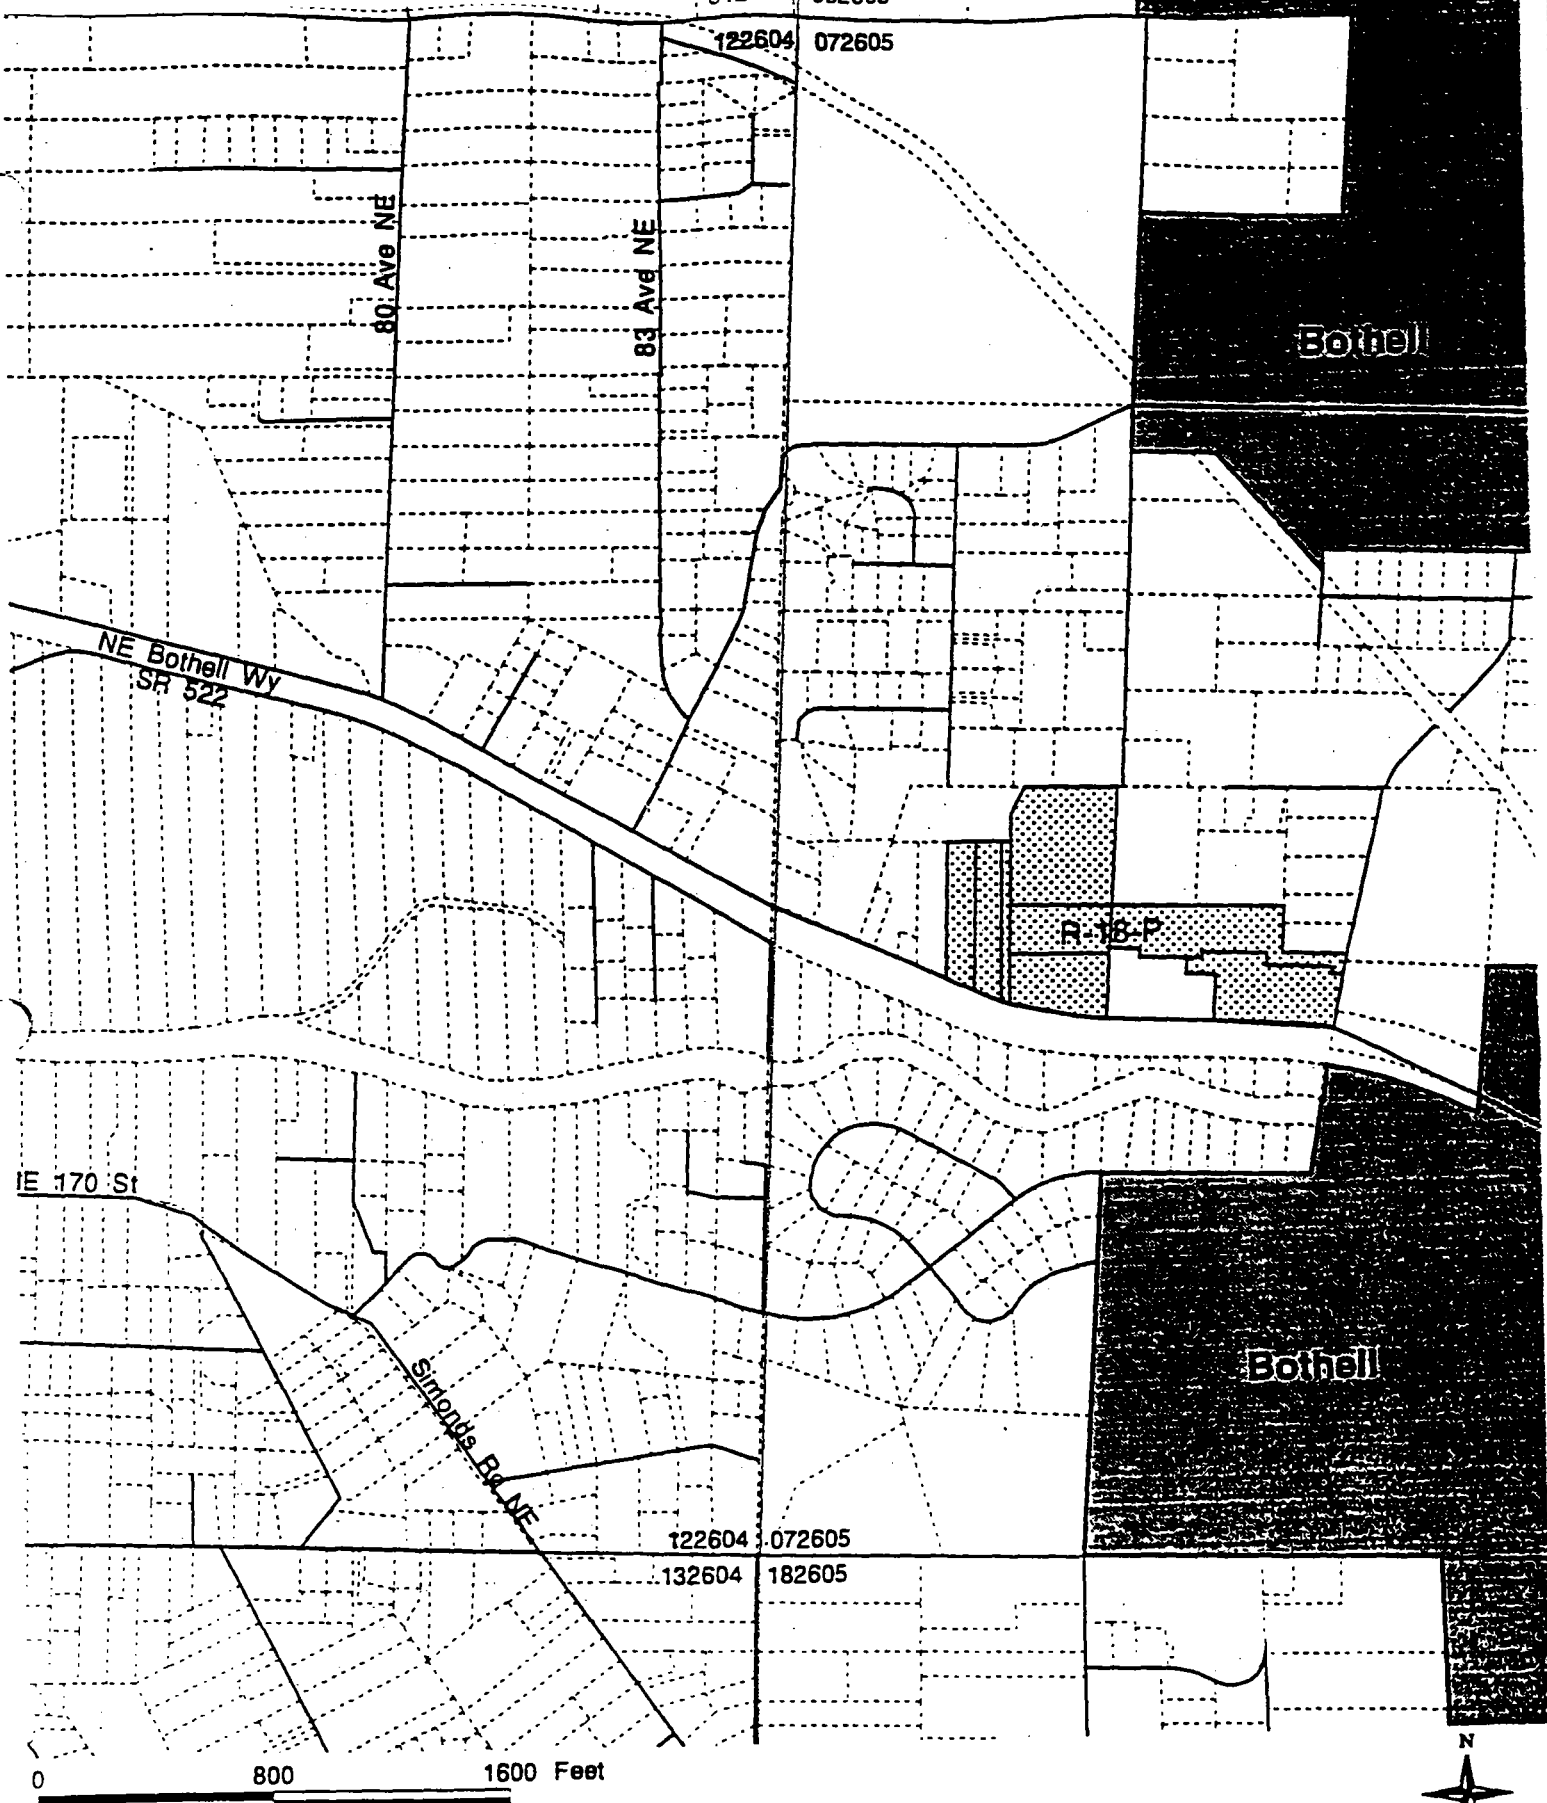 122604 072605
80 Ave NE
83 Ave NE
Bothell
NE Bothell Wy
SR 522
R-18-P
IE 170 St
Simonds Rd NE
Bothell
122604 072605
132604 182605
0 800 1600 Feet
N